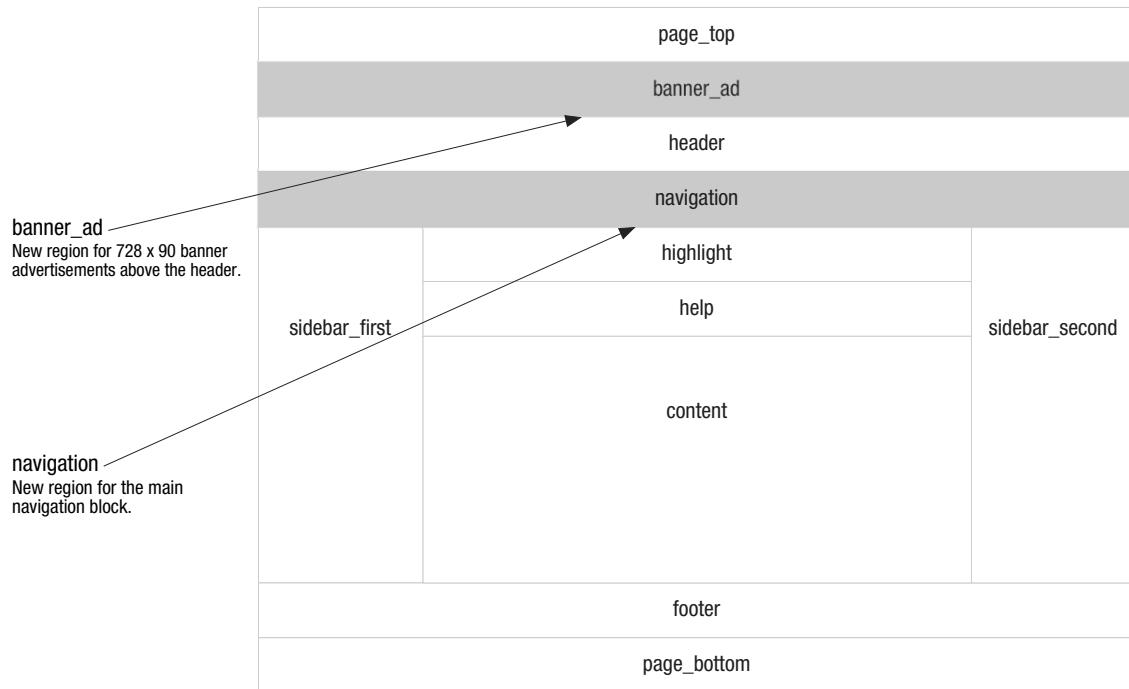 page_top
banner_ad
header
navigation
banner_ad
New region for 728 x 90 banner
advertisements above the header.
highlight
help
sidebar_first
sidebar_second
content
navigation
New region for the main
navigation block.
footer
page_bottom